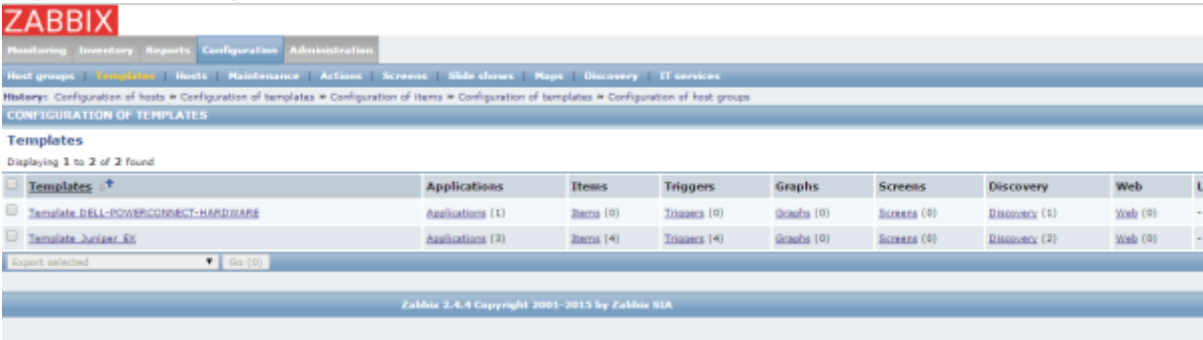 ZABBIX
Monitoring Inventory Reports Configuration Administration
Host groups | Templates | Hosts | Maintenance | Actions | Screens | Slide shows | Maps | Discovery | IT services
History: Configuration of hosts » Configuration of templates » Configuration of items » Configuration of templates » Configuration of host groups
CONFIGURATION OF TEMPLATES
Templates
Displaying 1 to 2 of 2 found
Templates Applications Items Triggers Graphs Screens Discovery Web L
Template DELL-POWERCONNECT-HARDWARE Applications (1) Items (0) Triggers (0) Graphs (0) Screens (0) Discovery (1) Web (0) -
Template Juniper EX Applications (3) Items (4) Triggers (4) Graphs (0) Screens (0) Discovery (2) Web (0) -
Export selected Go (0)
Zabbix 2.4.4 Copyright 2001-2015 by Zabbix SIA